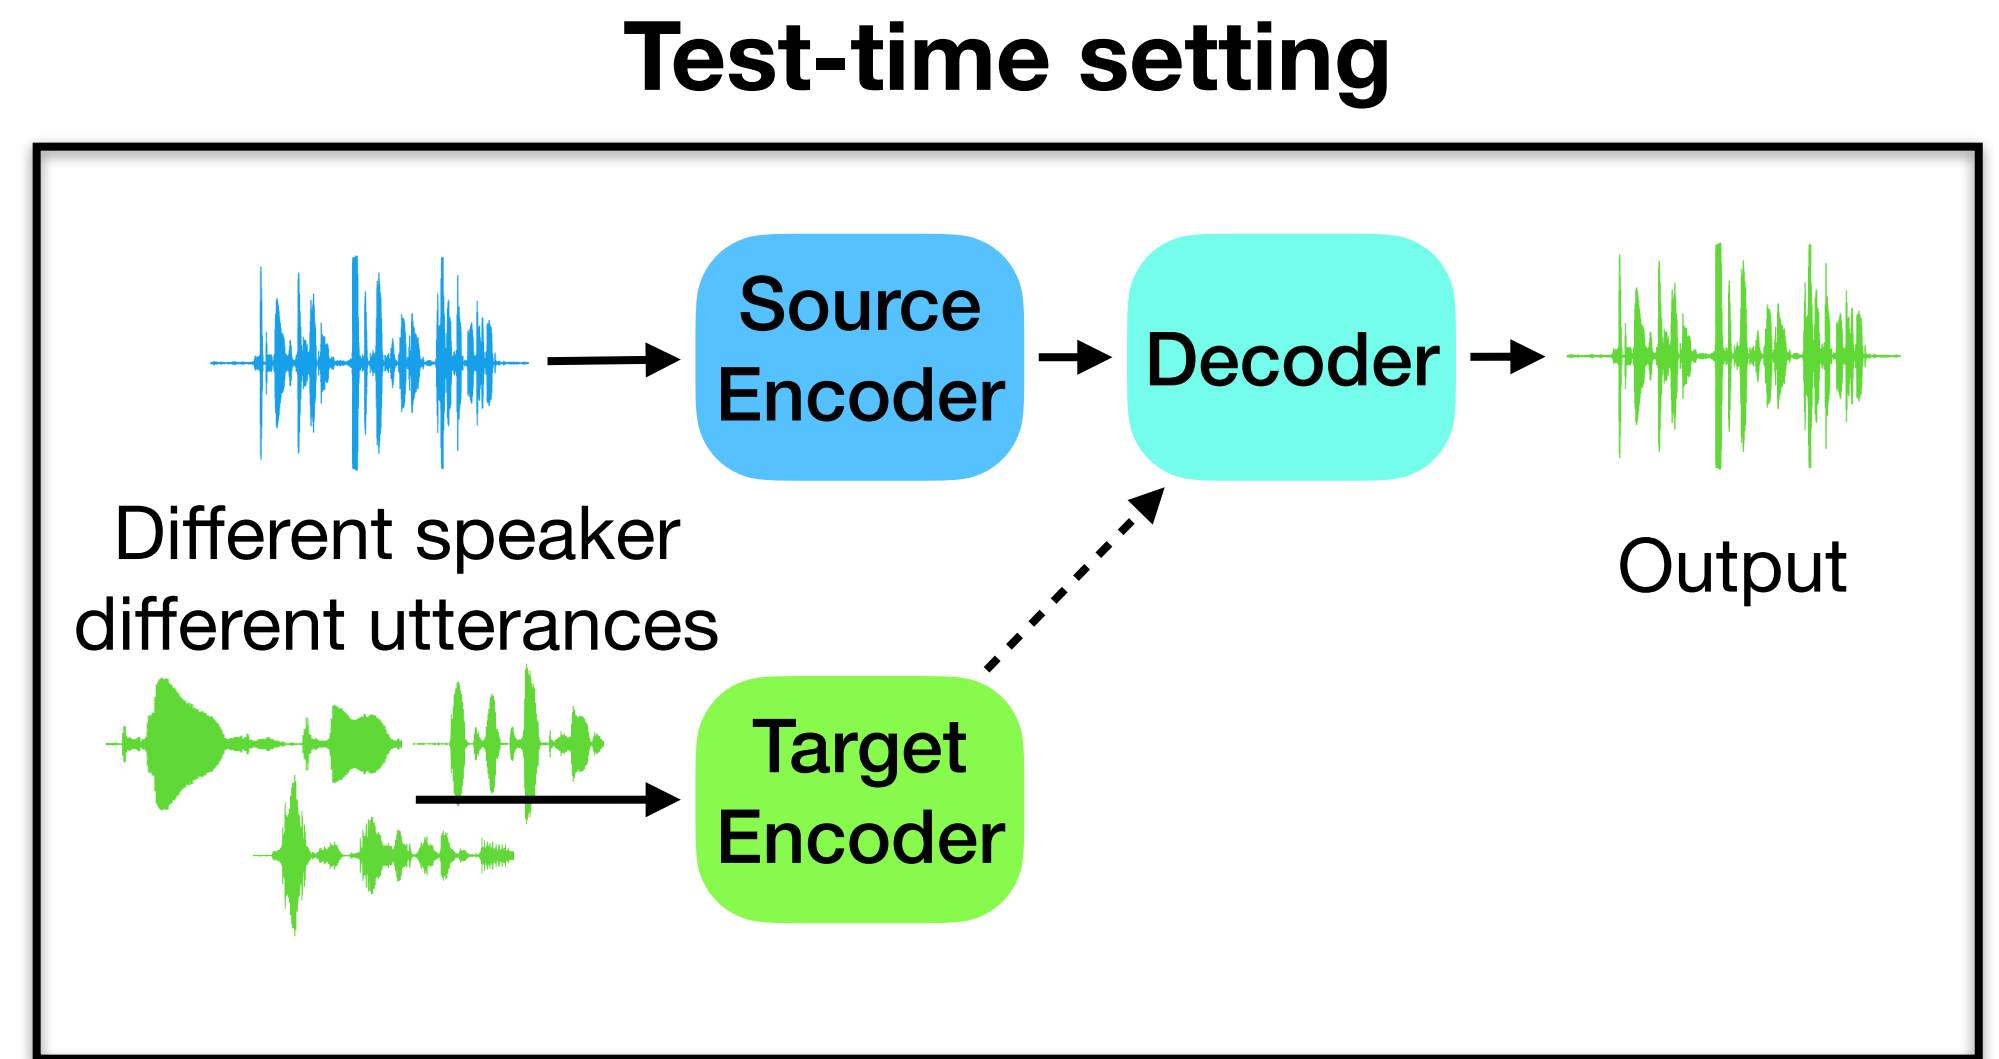 Test-time setting
Source
Encoder
Decoder
Different speaker
different utterances
Output
Target
Encoder